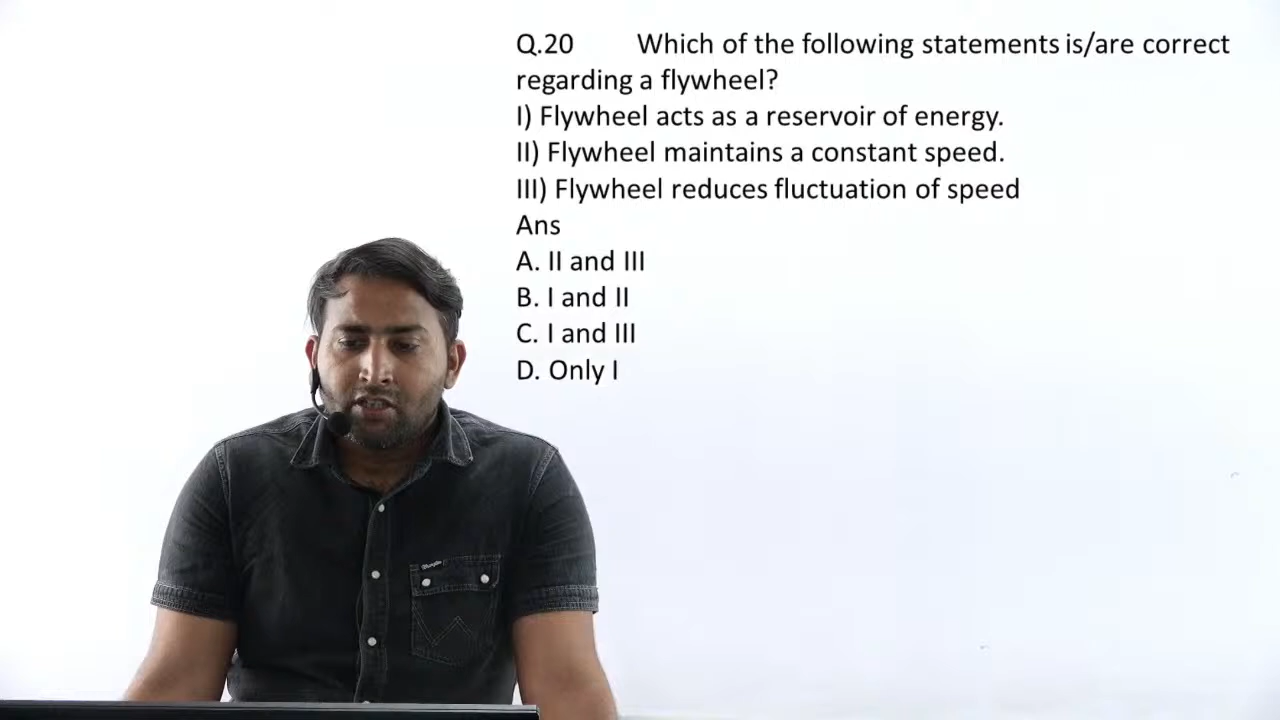 Q.20 Which of the following statements is/are correct
regarding a flywheel?
I) Flywheel acts as a reservoir of energy.
II) Flywheel maintains a constant speed.
III) Flywheel reduces fluctuation of speed
Ans
A. II and III
B. I and II
C. I and III
D. Only I